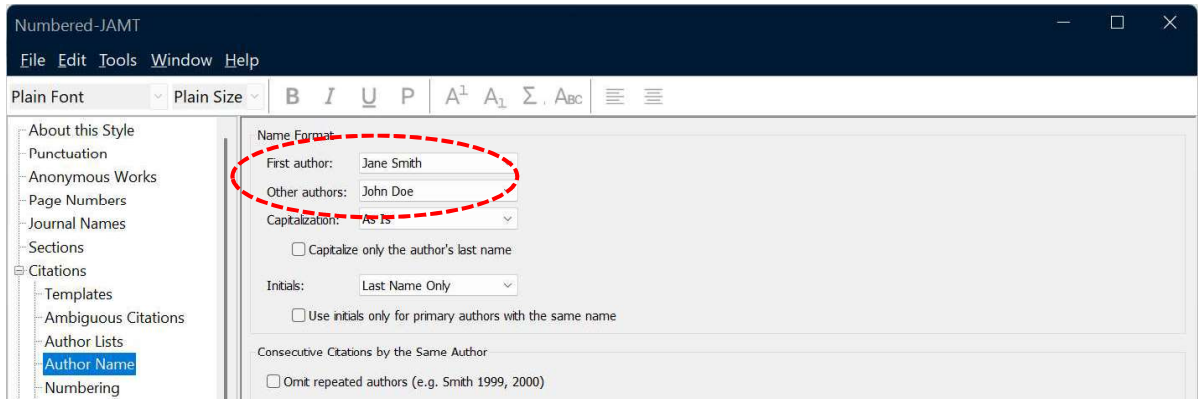 Numbered-JAMT
File Edit Tools Window Help
Plain Font Plain Size B I U P A1 A1 Σ ABC
About this Style
Punctuation
Anonymous Works
Page Numbers
Journal Names
Sections
Citations
Templates
Ambiguous Citations
Author Lists
Author Name
Numbering
Name Format
First author: Jane Smith
Other authors: John Doe
Capitalization: As Is
Capitalize only the author's last name
Initials: Last Name Only
Use initials only for primary authors with the same name
Consecutive Citations by the Same Author
Omit repeated authors (e.g. Smith 1999, 2000)